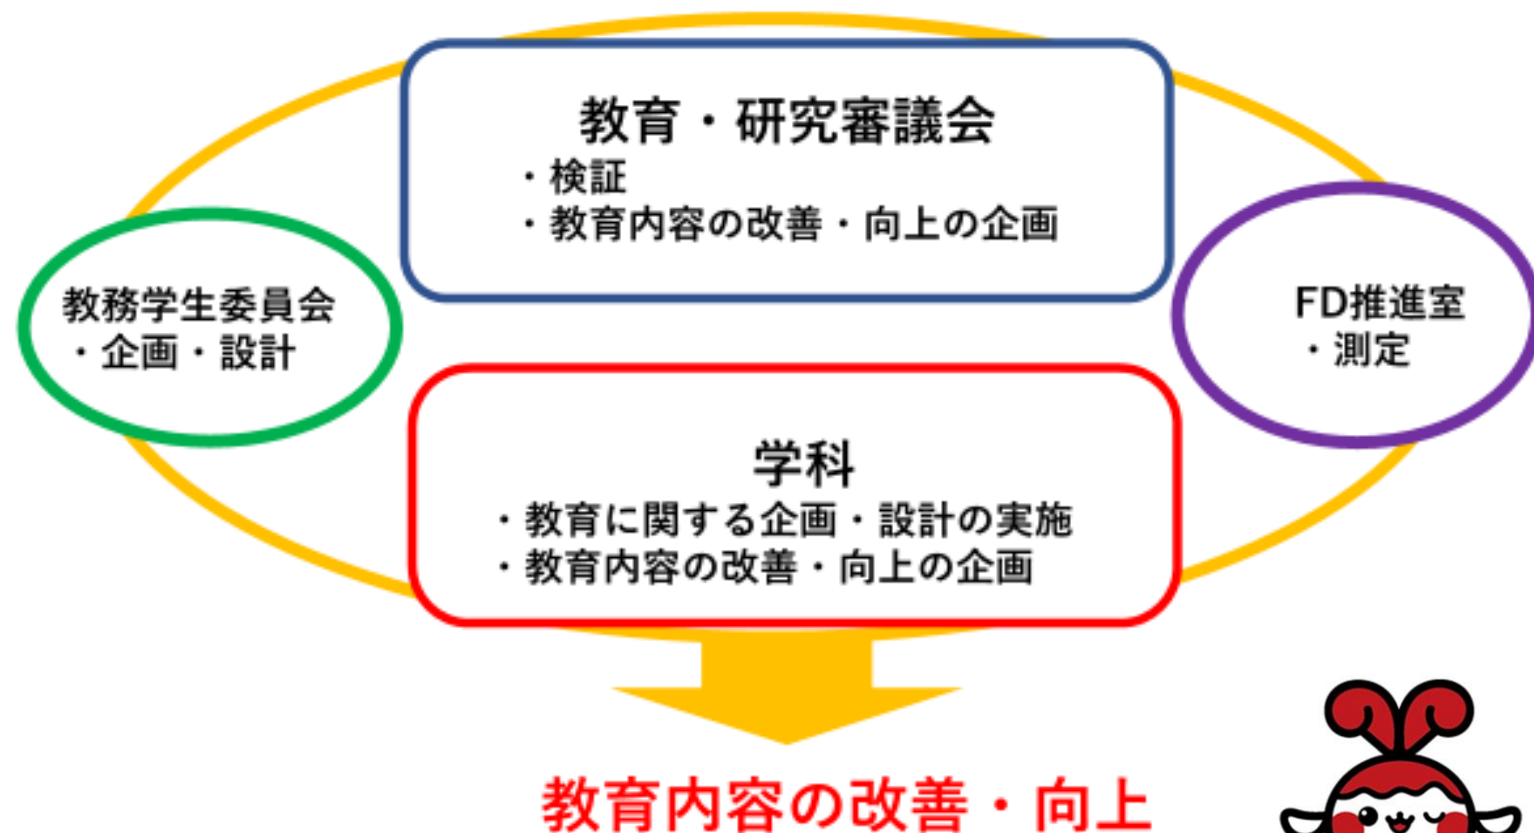 教育・研究審議会
・検証
・教育内容の改善・向上の企画
教務学生委員会
・企画・設計
FD推進室
・測定
学科
・教育に関する企画・設計の実施
・教育内容の改善・向上の企画
教育内容の改善・向上